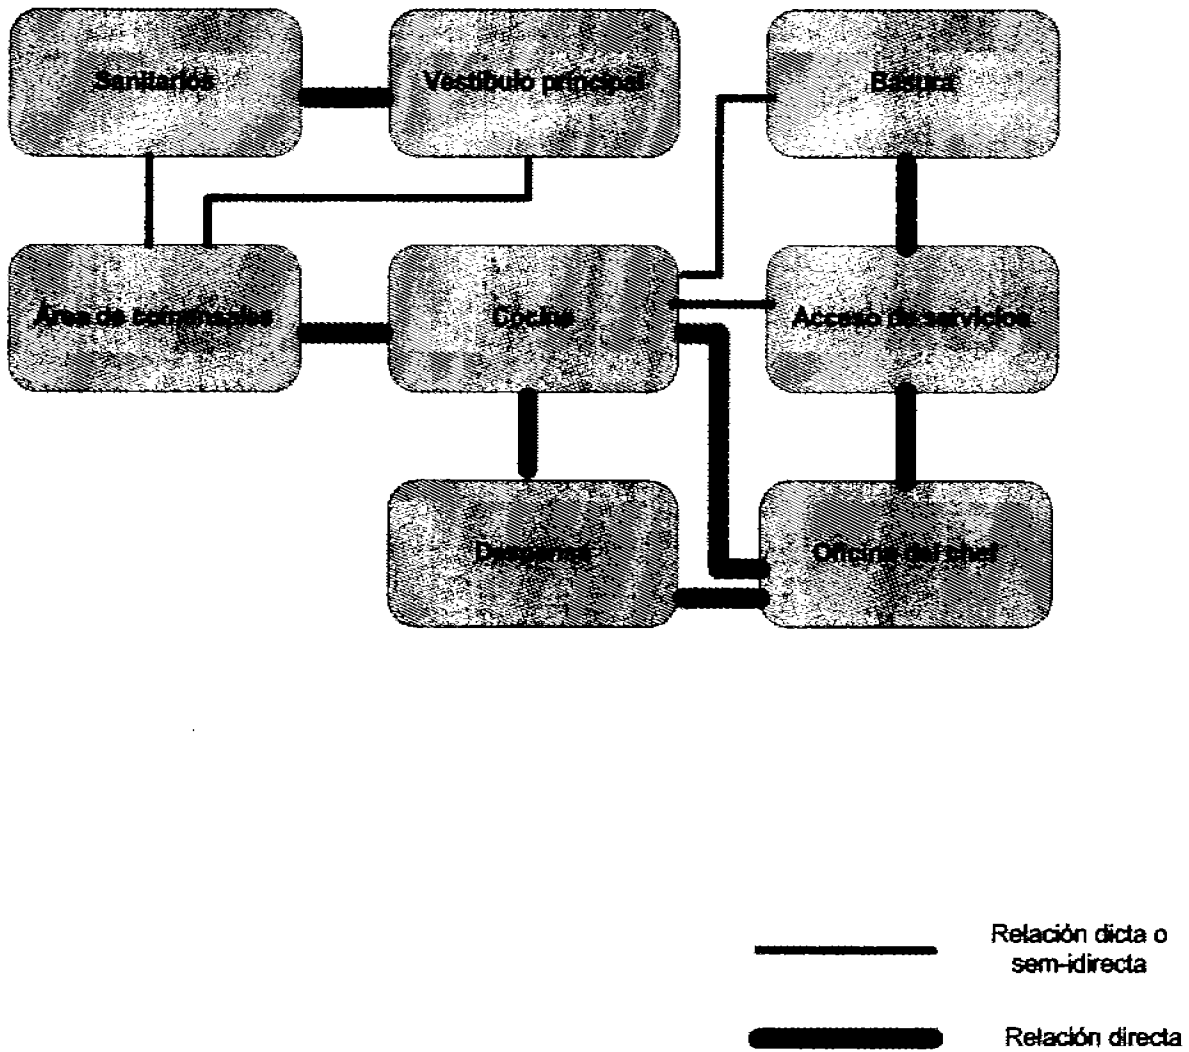 Sanitarios
Vestíbulo principal
Basura
Área de comensales
Cocina
Acceso de servicios
Despensa
Oficina del chef
Relación dicta o
sem-idirecta
Relación directa